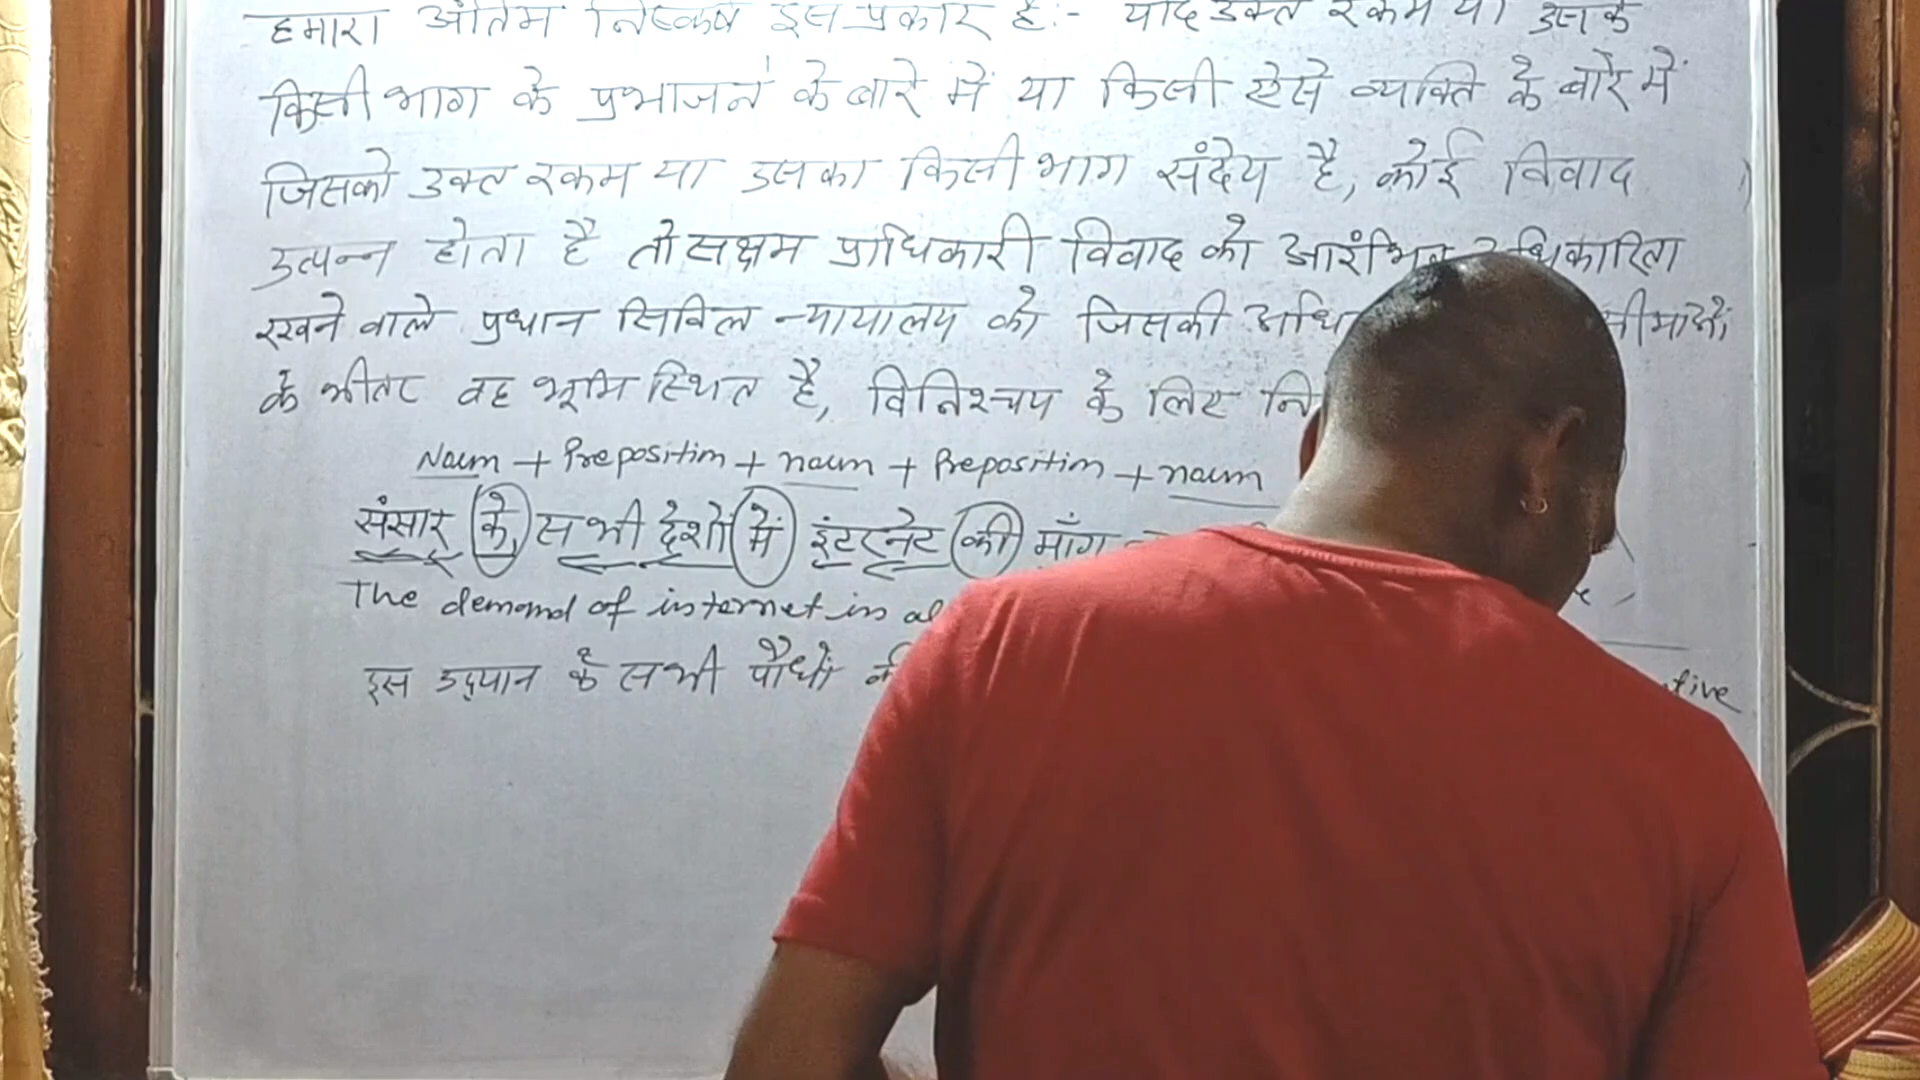 हमारा अंतिम निष्कर्ष इस प्रकार है:- यदि उक्त रकम या उसके
किसी भाग के प्रभाजन के बारे में या किसी ऐसे व्यक्ति के बारे में
जिसको उक्त रकम या उसका किसी भाग संदेय है, कोई विवाद
उत्पन्न होता है तो सक्षम प्राधिकारी विवाद को आरंभिक अधिकारिता
रखने वाले प्रधान सिविल न्यायालय को जिसकी
के भीतर वह भूमि स्थित है, विनिश्चय के लिए
Noun + Preposition + noun + Preposition + noun
संसार के सभी देशों में इंटरनेट की माँग
The demand of internet in
इस उद्यान के सभी पौधों